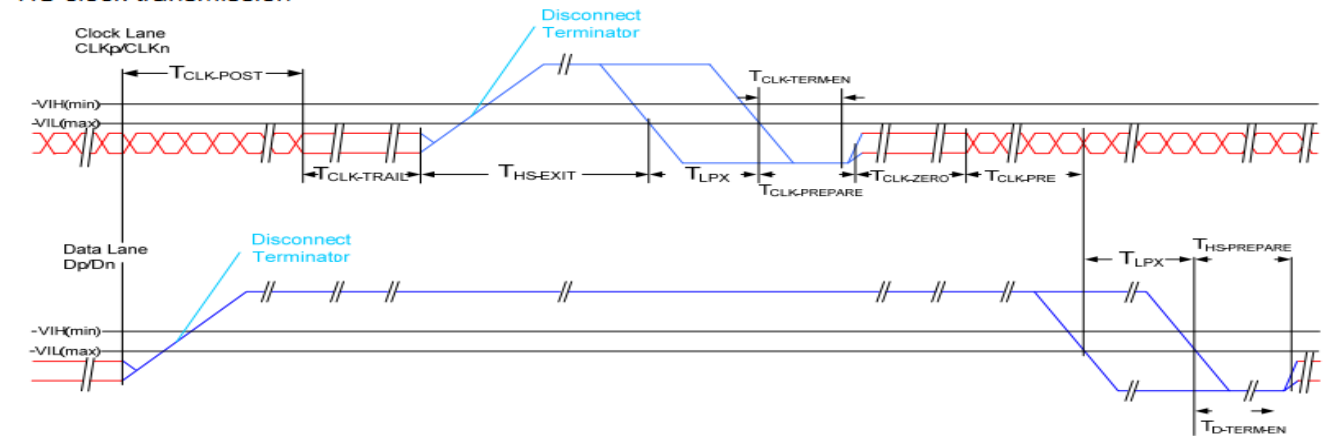 Disconnect
Terminator
Clock Lane
CLKp/CLKn
TCLK-POST
TCLK-TERM-EN
-VIH(min)
-VIL(max)
TCLK-TRAIL
THS-EXIT
TLPX
TCLK-PREPARE
TCLK-ZERO
TCLK-PRE
Data Lane
Dp/Dn
Disconnect
Terminator
TLPX
THS-PREPARE
-VIH(min)
-VIL(max)
TD-TERM-EN